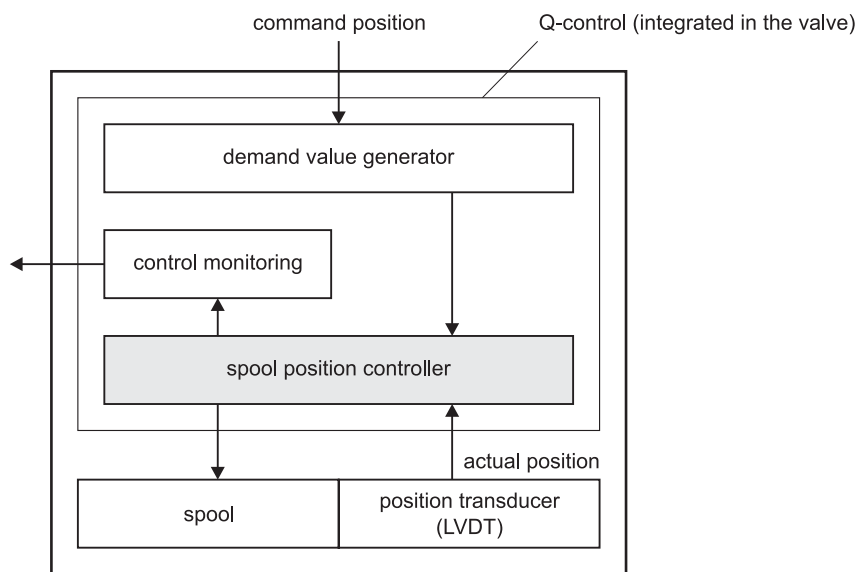 command position
Q-control (integrated in the valve)
demand value generator
control monitoring
spool position controller
actual position
spool
position transducer
(LVDT)